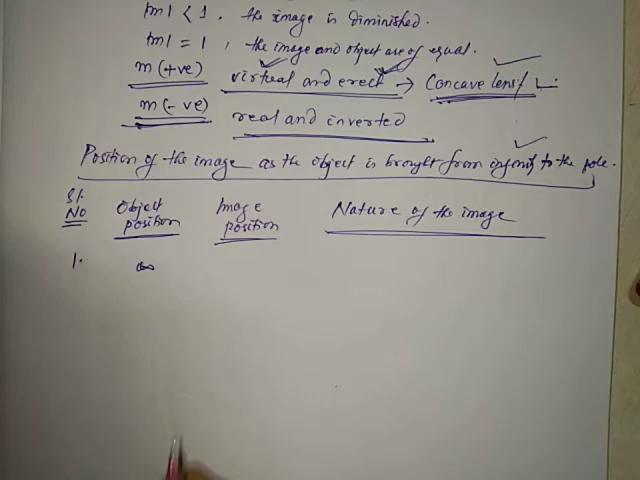 |m| < 1. the image is diminished.
|m| = 1, the image and object are of equal.
m(+ve) virtual and erect → Concave lens/
m(-ve) real and inverted
Position of the image as the object is brought from infinity to the pole.
Sl. No Object position Image position Nature of the image
1. ∞